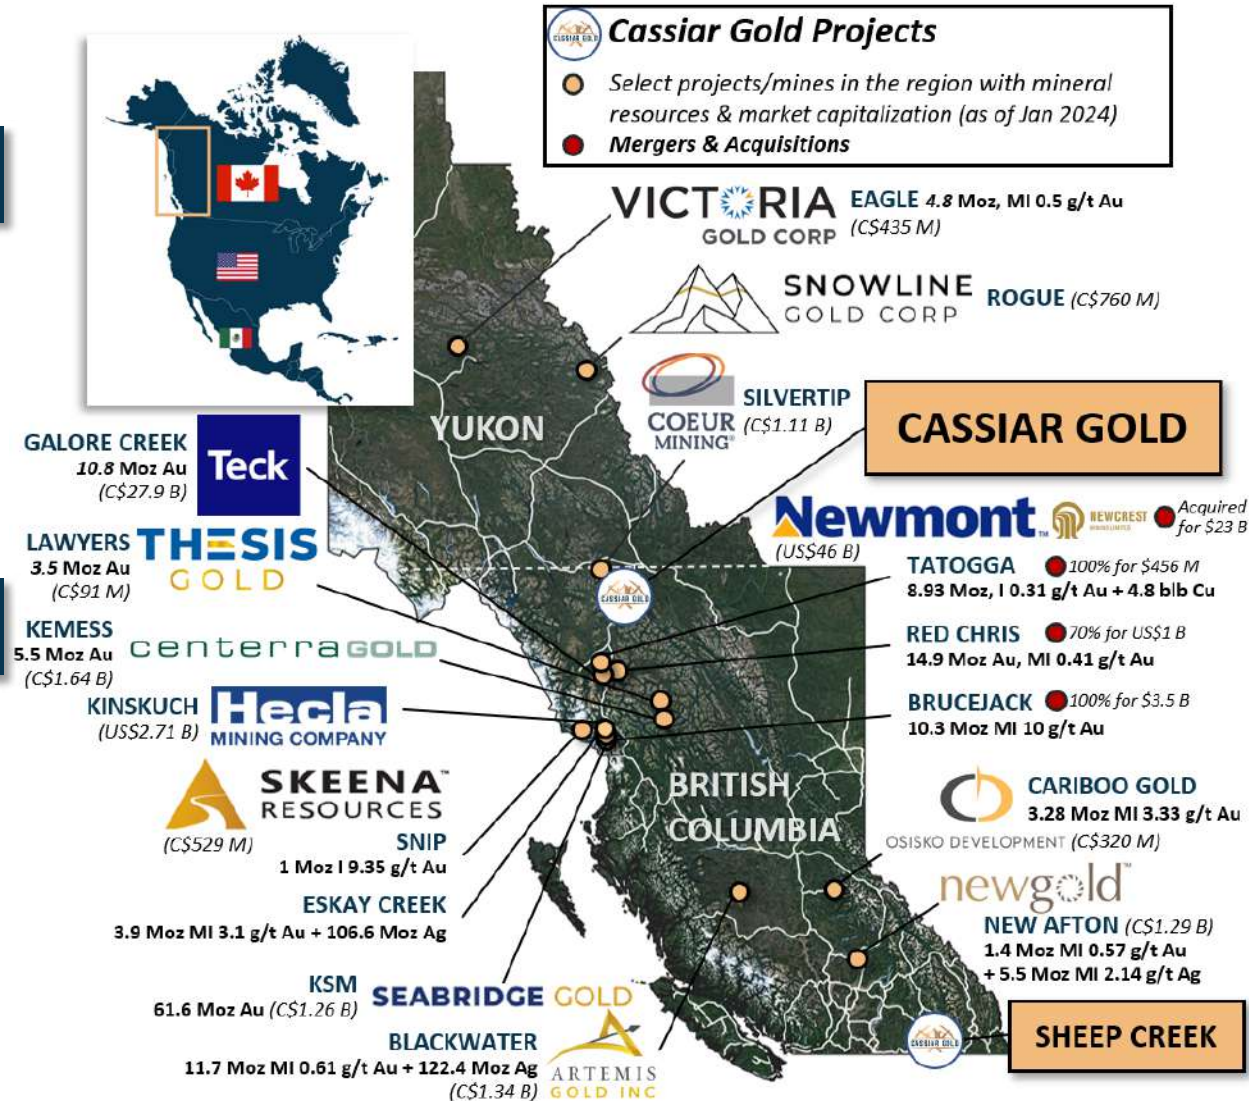 Cassiar Gold Projects
Select projects/mines in the region with mineral
resources & market capitalization (as of Jan 2024)
Mergers & Acquisitions
VICTORIA
GOLD CORP
EAGLE 4.8 Moz, MI 0.5 g/t Au
(C$435 M)
SNOWLINE
GOLD CORP
ROGUE (C$760 M)
COEUR
MINING®
SILVERTIP
(C$1.11 B)
CASSIAR GOLD
YUKON
GALORE CREEK
10.8 Moz Au
(C$27.9 B)
Teck
LAWYERS
3.5 Moz Au
(C$91 M)
THESIS
GOLD
KEMESS
5.5 Moz Au
(C$1.64 B)
centerra GOLD
KINSKUCH
(US$2.71 B)
Hecla
MINING COMPANY
SKEENA™
RESOURCES
(C$529 M)
SNIP
1 Moz I 9.35 g/t Au
ESKAY CREEK
3.9 Moz MI 3.1 g/t Au + 106.6 Moz Ag
KSM
61.6 Moz Au (C$1.26 B)
SEABRIDGE GOLD
BLACKWATER
11.7 Moz MI 0.61 g/t Au + 122.4 Moz Ag
(C$1.34 B)
ARTEMIS
GOLD INC
Newmont™
(US$46 B)
NEWCREST
Acquired
for $23 B
TATOGGA
100% for $456 M
8.93 Moz, I 0.31 g/t Au + 4.8 blb Cu
RED CHRIS
70% for US$1 B
14.9 Moz Au, MI 0.41 g/t Au
BRUCEJACK
100% for $3.5 B
10.3 Moz MI 10 g/t Au
CASSIAR GOLD
BRITISH
COLUMBIA
CARIBOO GOLD
3.28 Moz MI 3.33 g/t Au
OSISKO DEVELOPMENT (C$320 M)
newgold™
NEW AFTON (C$1.29 B)
1.4 Moz MI 0.57 g/t Au
+ 5.5 Moz MI 2.14 g/t Ag
CASSIAR GOLD
SHEEP CREEK